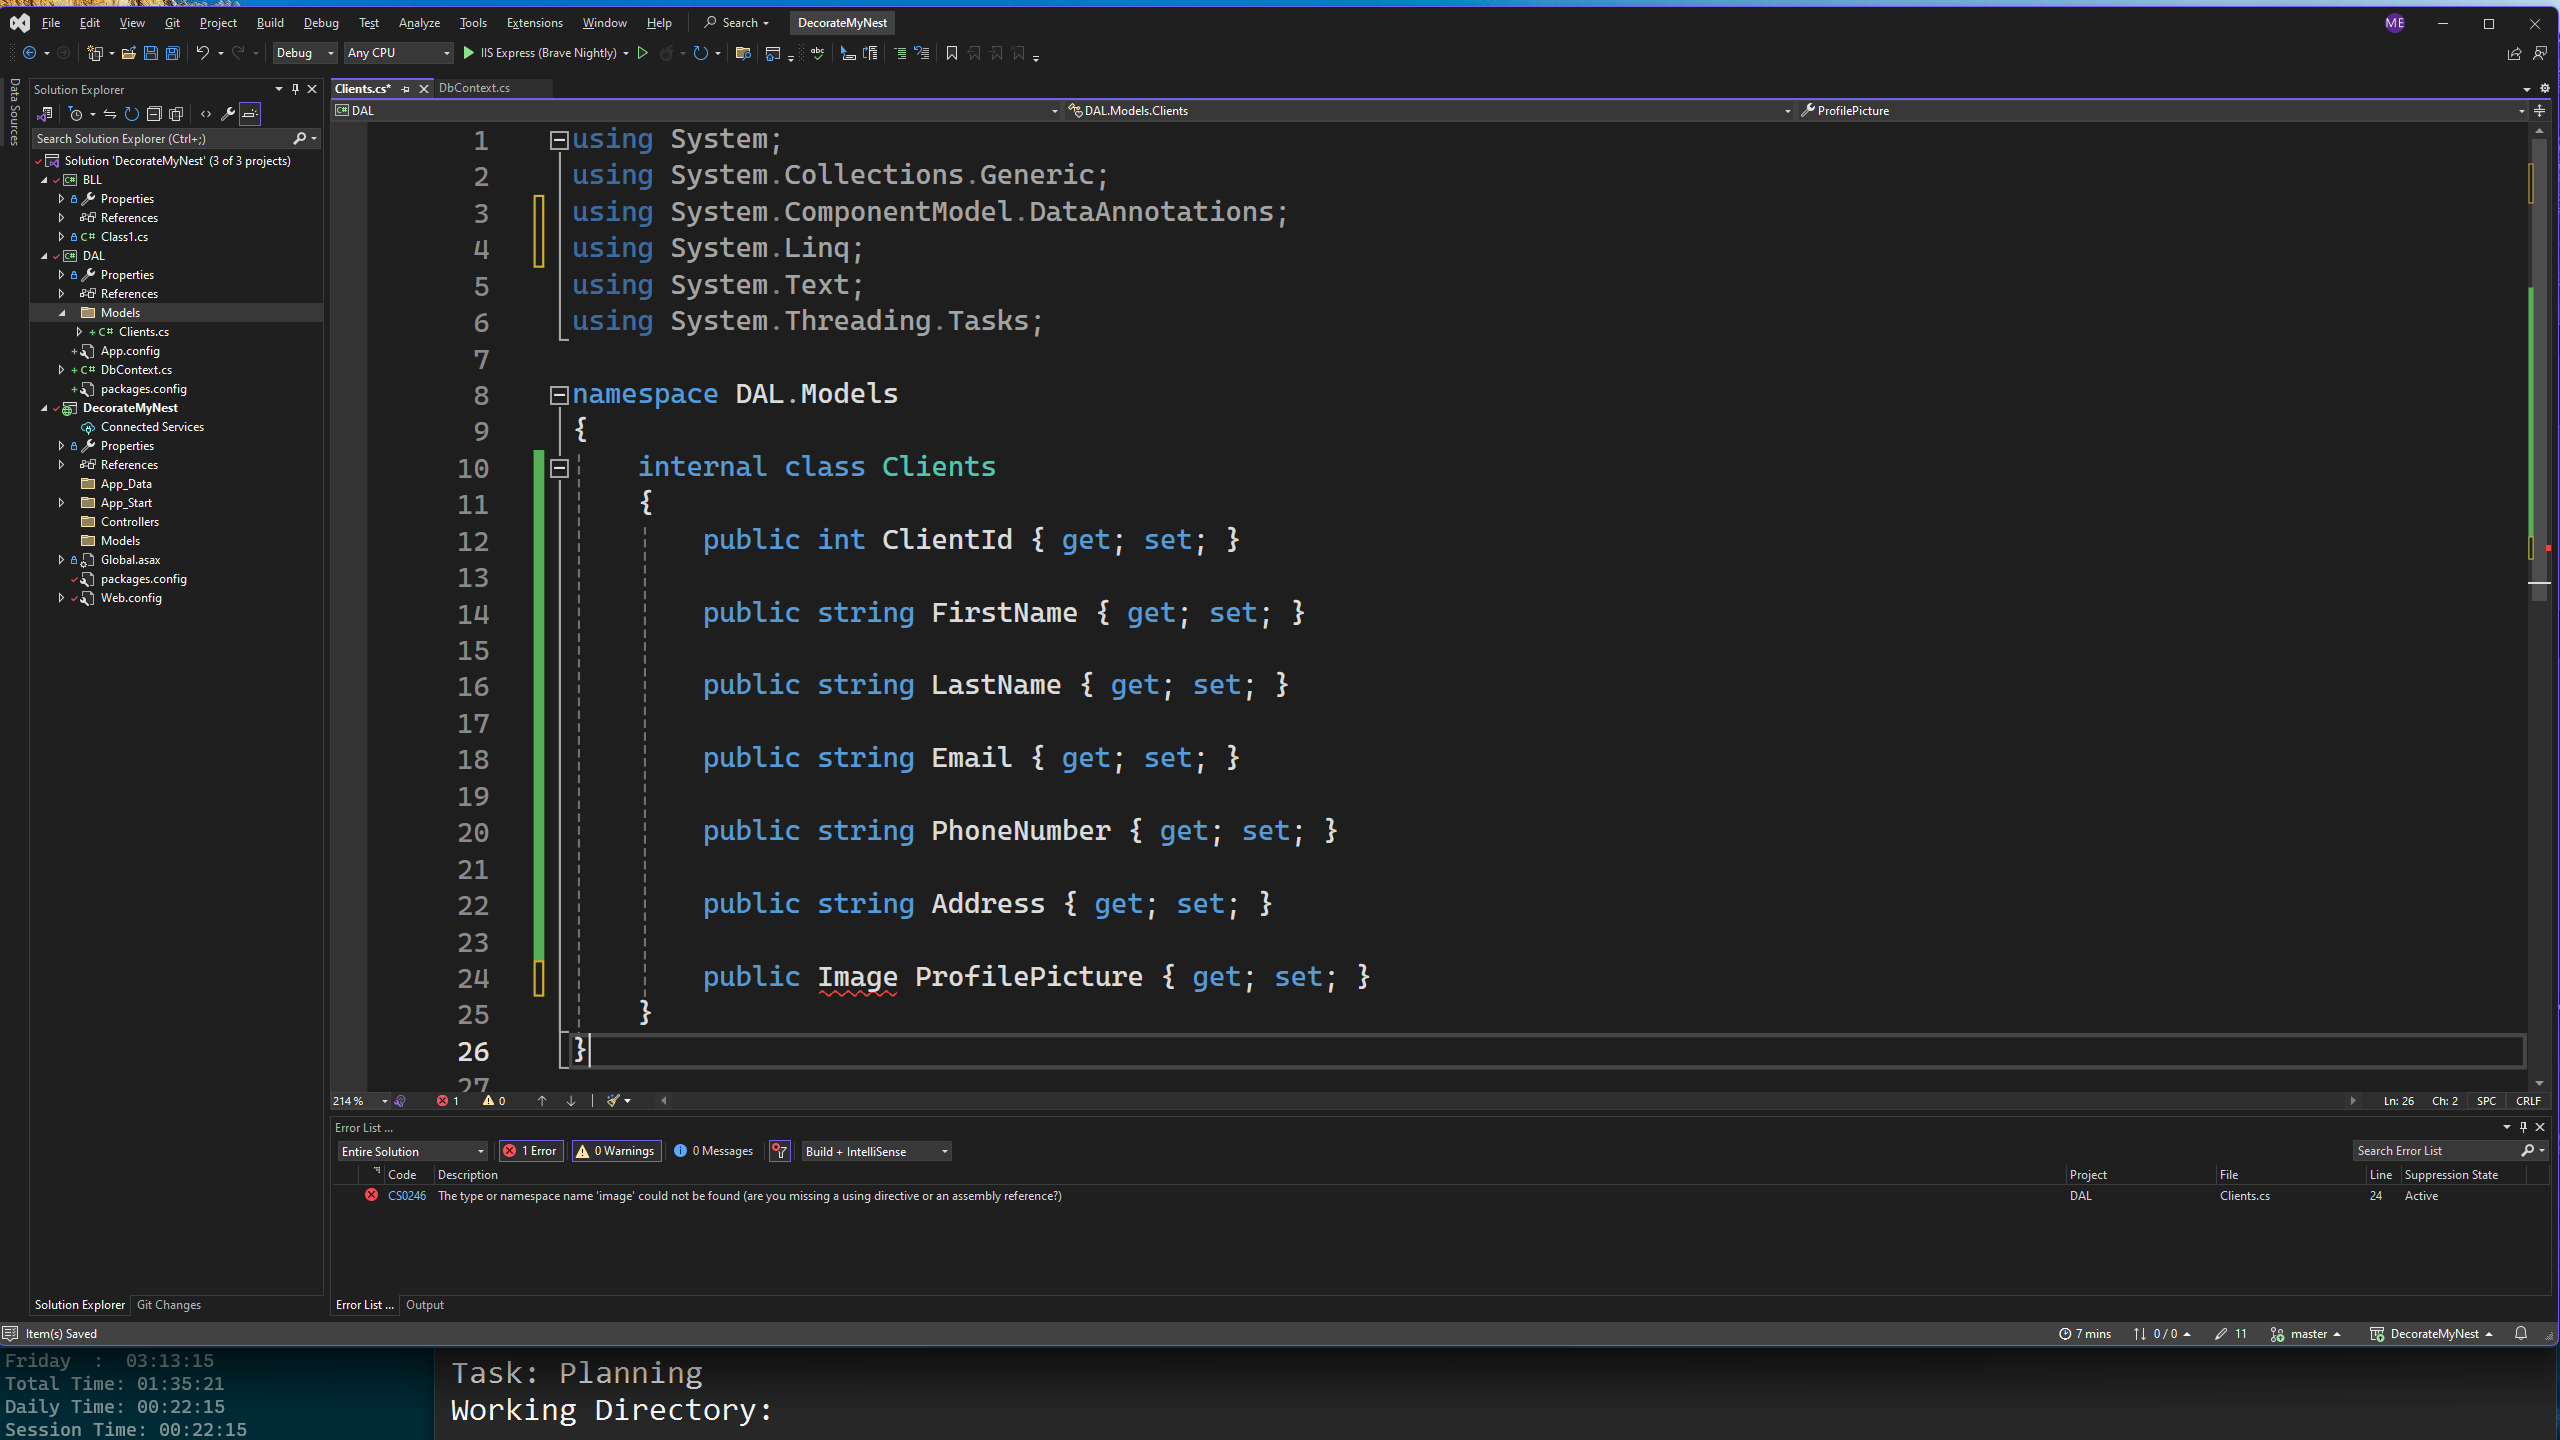 File Edit View Git Project Build Debug Test Analyze Tools Extensions Window Help Search DecorateMyNest ME
Debug Any CPU IIS Express (Brave Nightly)
Data Sources
Solution Explorer
Search Solution Explorer (Ctrl+;)
Solution 'DecorateMyNest' (3 of 3 projects)
BLL
Properties
References
C# Class1.cs
DAL
Properties
References
Models
C# Clients.cs
App.config
C# DbContext.cs
packages.config
DecorateMyNest
Connected Services
Properties
References
App_Data
App_Start
Controllers
Models
Global.asax
packages.config
Web.config
Solution Explorer Git Changes
Clients.cs* DbContext.cs
DAL DAL.Models.Clients ProfilePicture
1 using System;
2 using System.Collections.Generic;
3 using System.ComponentModel.DataAnnotations;
4 using System.Linq;
5 using System.Text;
6 using System.Threading.Tasks;
7
8 namespace DAL.Models
9 {
10 internal class Clients
11 {
12 public int ClientId { get; set; }
13
14 public string FirstName { get; set; }
15
16 public string LastName { get; set; }
17
18 public string Email { get; set; }
19
20 public string PhoneNumber { get; set; }
21
22 public string Address { get; set; }
23
24 public Image ProfilePicture { get; set; }
25 }
26 }
27
214 % 1 0 Ln: 26 Ch: 2 SPC CRLF
Error List ...
Entire Solution 1 Error 0 Warnings 0 Messages Build + IntelliSense Search Error List
Code Description Project File Line Suppression State
CS0246 The type or namespace name 'image' could not be found (are you missing a using directive or an assembly reference?) DAL Clients.cs 24 Active
Error List ... Output
Item(s) Saved 7 mins 0 / 0 11 master DecorateMyNest
Friday : 03:13:15
Total Time: 01:35:21
Daily Time: 00:22:15
Session Time: 00:22:15
Task: Planning
Working Directory: